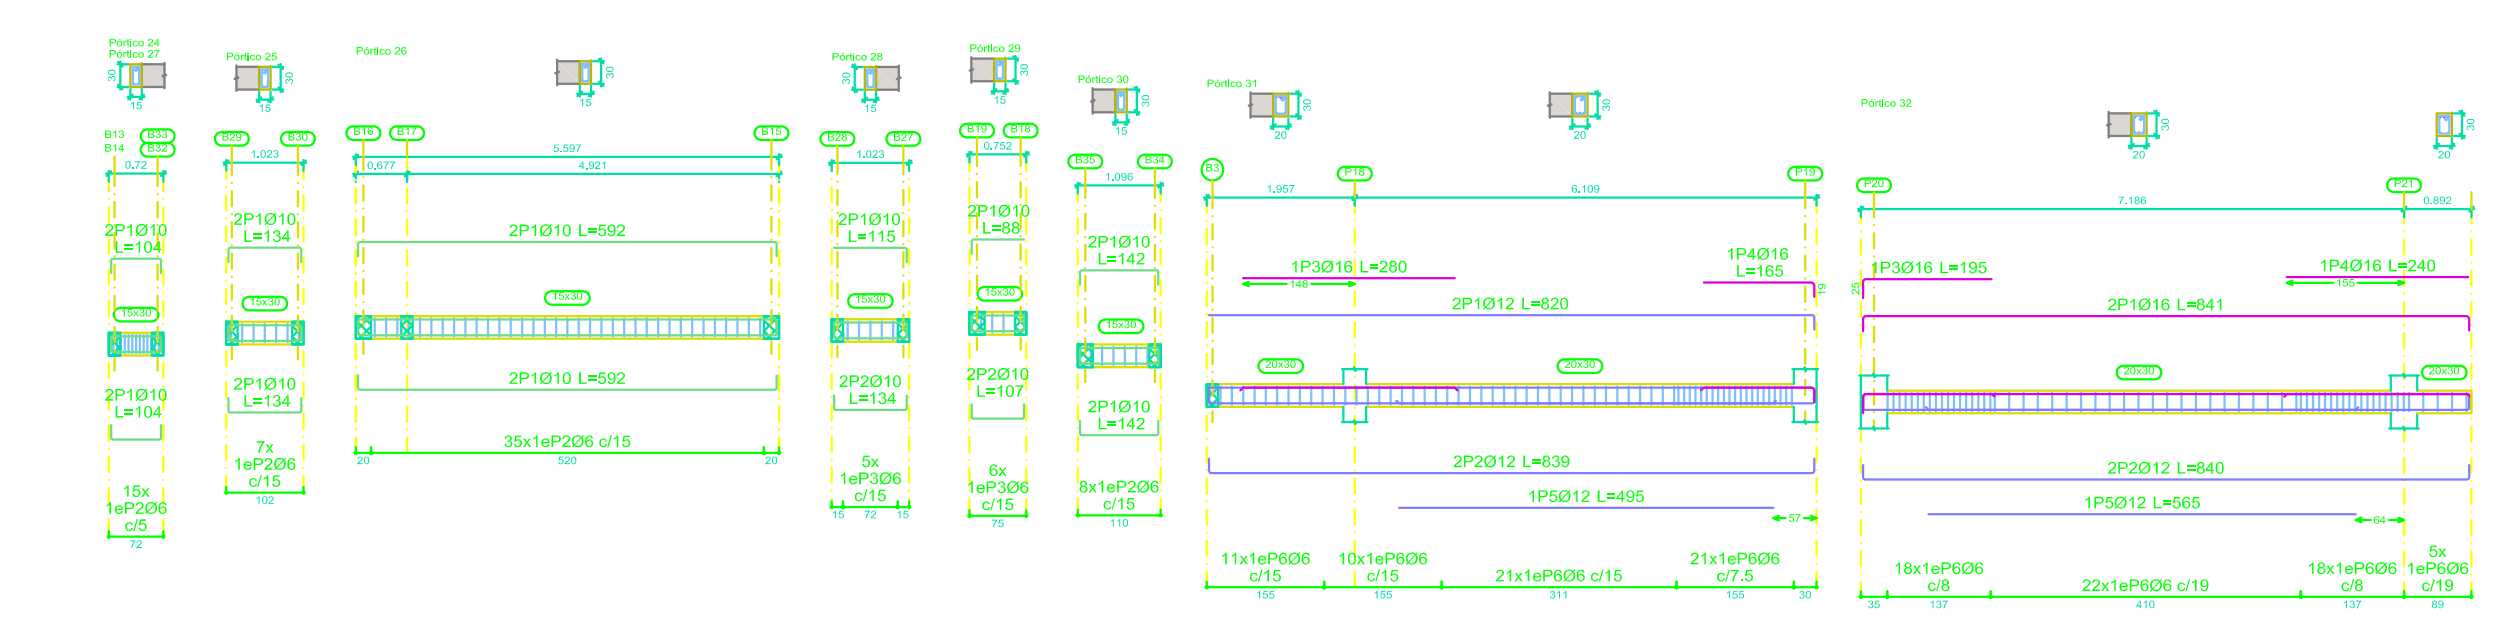 Pórtico 24
Pórtico 27
30
15
B13
B33
B14
B32
0.72
2P1Ø10
L=104
15x30
2P1Ø10
L=104
15x
1eP2Ø6
c/5
72
Pórtico 25
30
15
B29
B30
1.023
2P1Ø10
L=134
15x30
2P1Ø10
L=134
7x
1eP2Ø6
c/15
102
Pórtico 26
30
15
B16
B17
B15
5.597
0.677
4.921
2P1Ø10 L=592
15x30
2P1Ø10 L=592
35x1eP2Ø6 c/15
20
520
20
Pórtico 28
30
15
B28
B27
1.023
2P1Ø10
L=115
15x30
2P2Ø10
L=134
5x
1eP3Ø6
c/15
15
72
15
Pórtico 29
30
15
B19
B18
0.752
2P1Ø10
L=88
15x30
2P2Ø10
L=107
6x
1eP3Ø6
c/15
75
Pórtico 30
30
15
B35
B34
1.096
2P1Ø10
L=142
15x30
2P1Ø10
L=142
8x1eP2Ø6
c/15
110
Pórtico 31
30
20
30
20
B3
P18
P19
1.957
6.109
1P3Ø16 L=280
148
1P4Ø16
L=165
19
2P1Ø12 L=820
20x30
20x30
2P2Ø12 L=839
1P5Ø12 L=495
57
11x1eP6Ø6
c/15
10x1eP6Ø6
c/15
21x1eP6Ø6 c/15
21x1eP6Ø6
c/7.5
155
155
311
155
30
Pórtico 32
30
20
30
20
P20
P21
7.186
0.892
1P3Ø16 L=195
25
1P4Ø16 L=240
155
2P1Ø16 L=841
20x30
20x30
2P2Ø12 L=840
1P5Ø12 L=565
64
18x1eP6Ø6
c/8
22x1eP6Ø6 c/19
18x1eP6Ø6
c/8
5x
1eP6Ø6
c/19
35
137
410
137
89